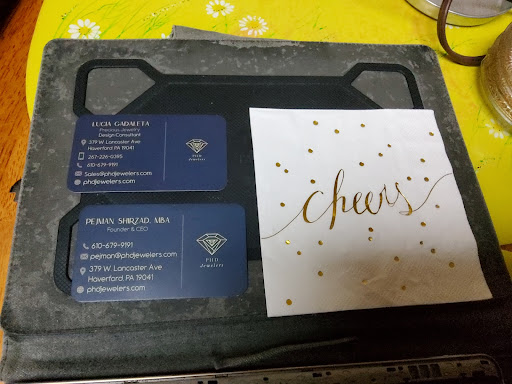 LUCIA GADALETA
Precious Jewelry
Design Consultant
379 W Lancaster Ave
Haverford PA 19041
267-226-0395
610-679-9191
Sales@phdjewelers.com
phdjewelers.com
PHD
Jewelers
PEJMAN SHIRZAD, MBA
Founder & CEO
610-679-9191
pejman@phdjewelers.com
379 W Lancaster Ave
Haverford, PA 19041
phdjewelers.com
PHD
Jewelers
cheers